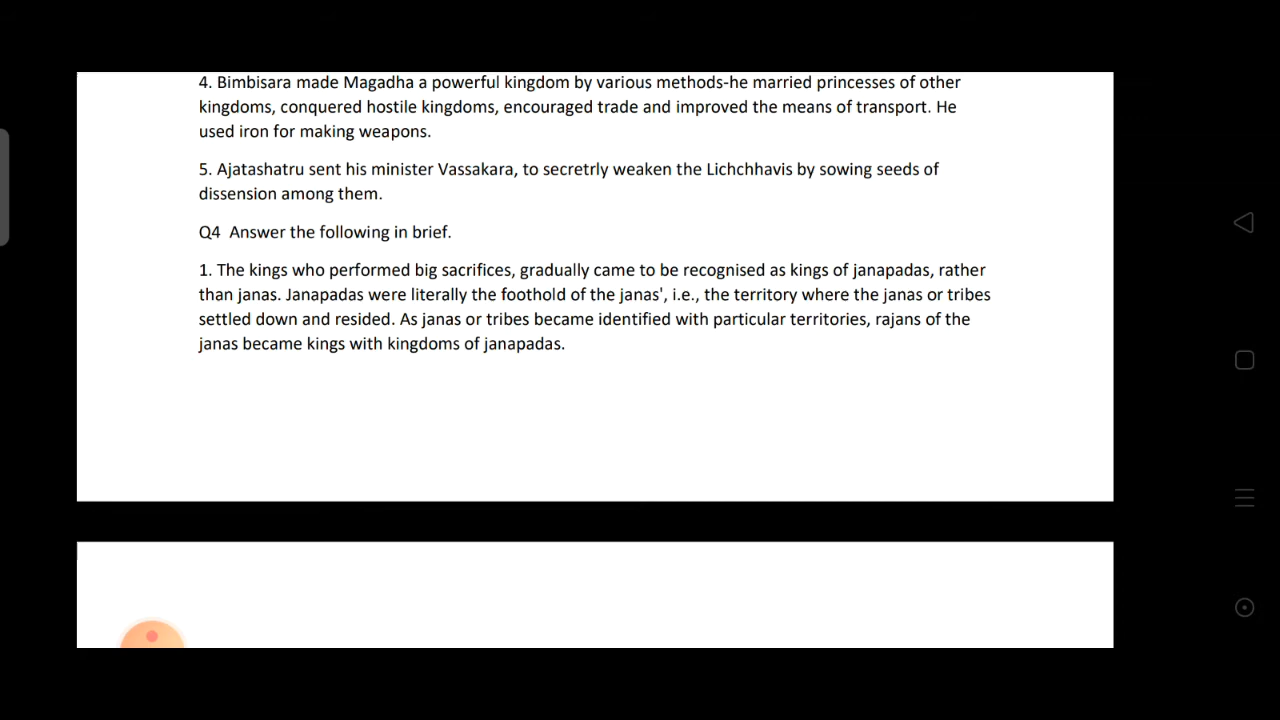 4. Bimbisara made Magadha a powerful kingdom by various methods-he married princesses of other
kingdoms, conquered hostile kingdoms, encouraged trade and improved the means of transport. He
used iron for making weapons.
5. Ajatashatru sent his minister Vassakara, to secretrly weaken the Lichchhavis by sowing seeds of
dissension among them.
Q4  Answer the following in brief.
1. The kings who performed big sacrifices, gradually came to be recognised as kings of janapadas, rather
than janas. Janapadas were literally the foothold of the janas', i.e., the territory where the janas or tribes
settled down and resided. As janas or tribes became identified with particular territories, rajans of the
janas became kings with kingdoms of janapadas.